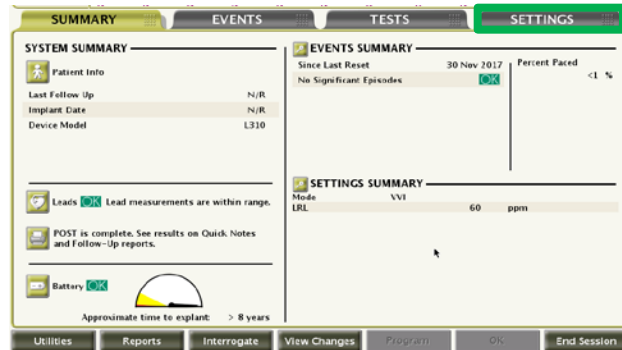 SUMMARY
EVENTS
TESTS
SETTINGS
SYSTEM SUMMARY
Patient Info
Last Follow Up N/R
Implant Date N/R
Device Model L310
Leads OK Lead measurements are within range.
POST is complete. See results on Quick Notes
and Follow-Up reports.
Battery OK
Approximate time to explant: > 8 years
EVENTS SUMMARY
Since Last Reset 30 Nov 2017
No Significant Episodes OK
Percent Paced
<1 %
SETTINGS SUMMARY
Mode VVI
LRL 60 ppm
Utilities
Reports
Interrogate
View Changes
Program
OK
End Session